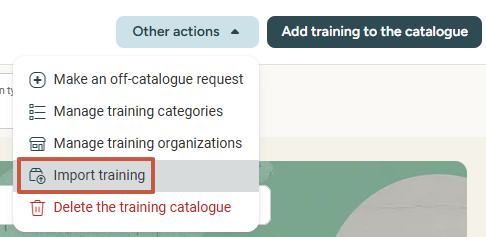 Other actions
Add training to the catalogue
Make an off-catalogue request
Manage training categories
Manage training organizations
Import training
Delete the training catalogue